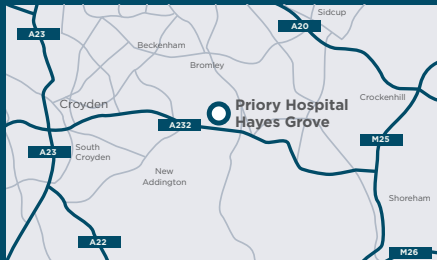 Sidcup
A20
A23
Beckenham
Bromley
Crockenhill
Croyden
Priory Hospital
Hayes Grove
A232
M25
A23
South
Croyden
New
Addington
Shoreham
A22
M26